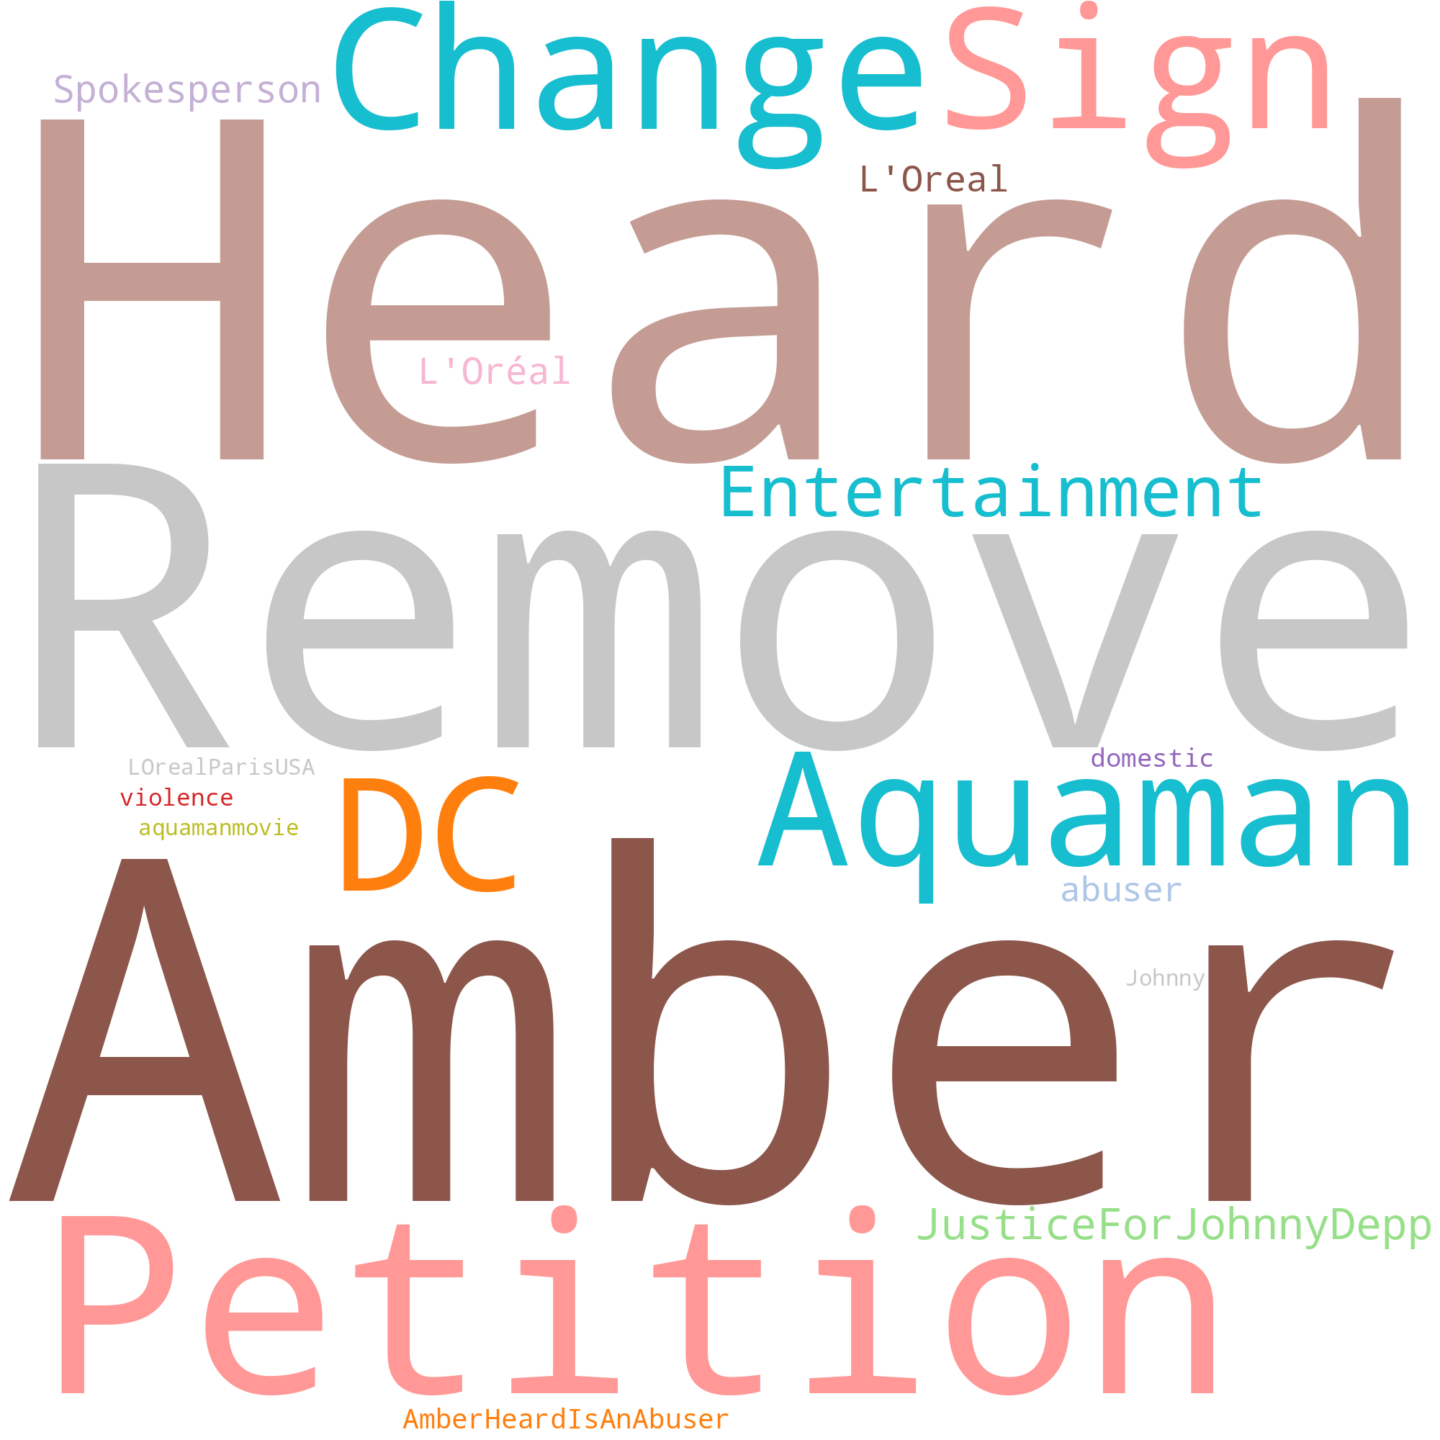 Change Sign
Spokesperson
L'Oreal
Heard
L'Oréal
Entertainment
Remove
domestic
LOrealParisUSA
violence
aquamanmovie
DC
Aquaman
abuser
Johnny
Amber
JusticeForJohnnyDepp
Petition
AmberHeardIsAnAbuser